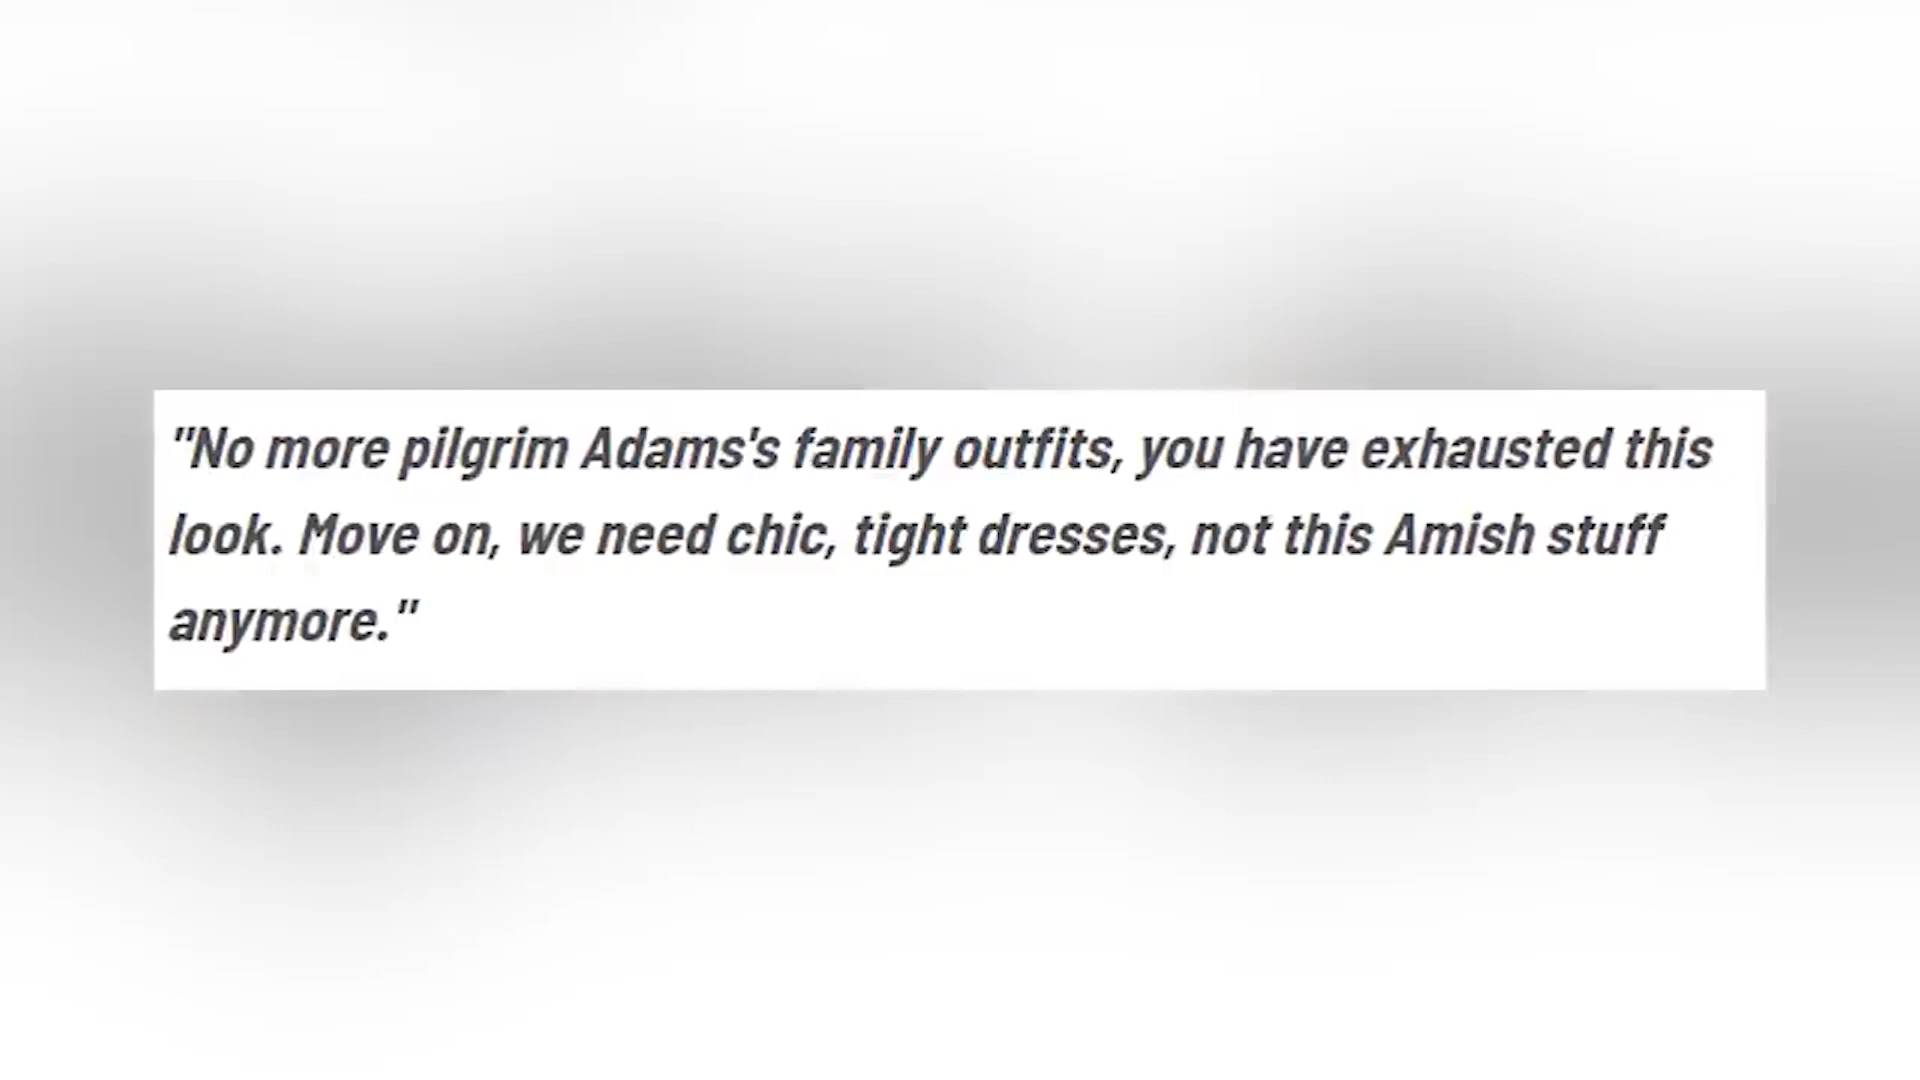 "No more pilgrim Adams's family outfits, you have exhausted this
look. Move on, we need chic, tight dresses, not this Amish stuff
anymore."